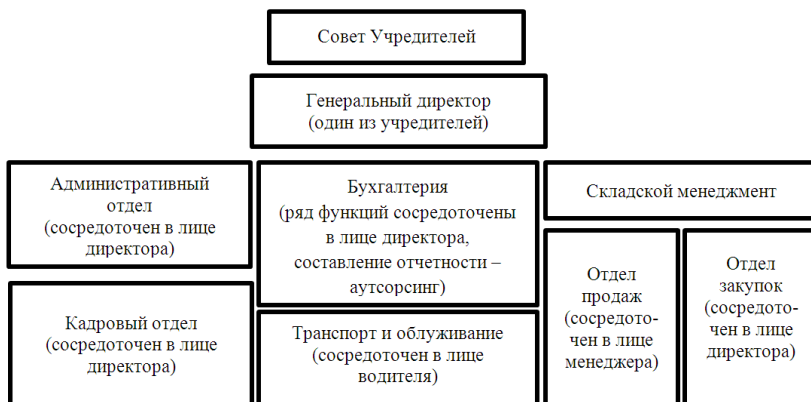 Совет Учредителей
Генеральный директор
(один из учредителей)
Административный
отдел
(сосредоточен в лице
директора)
Бухгалтерия
(ряд функций сосредоточены
в лице директора,
составление отчетности –
аутсорсинг)
Складской менеджмент
Кадровый отдел
(сосредоточен в лице
директора)
Транспорт и облуживание
(сосредоточен в лице
водителя)
Отдел
продаж
(сосредото-
чен в лице
менеджера)
Отдел
закупок
(сосредото-
чен в лице
директора)